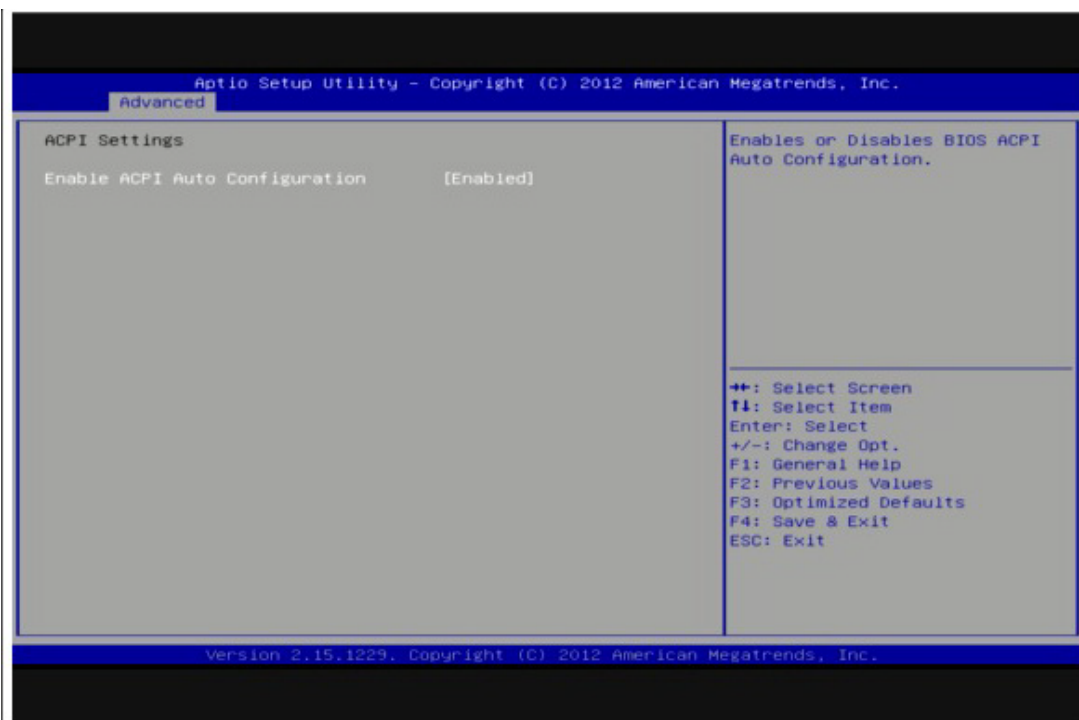 Aptio Setup Utility - Copyright (C) 2012 American Megatrends, Inc.
Advanced
ACPI Settings
Enable ACPI Auto Configuration [Enabled]
Enables or Disables BIOS ACPI
Auto Configuration.
→←: Select Screen
↑↓: Select Item
Enter: Select
+/-: Change Opt.
F1: General Help
F2: Previous Values
F3: Optimized Defaults
F4: Save & Exit
ESC: Exit
Version 2.15.1229. Copyright (C) 2012 American Megatrends, Inc.